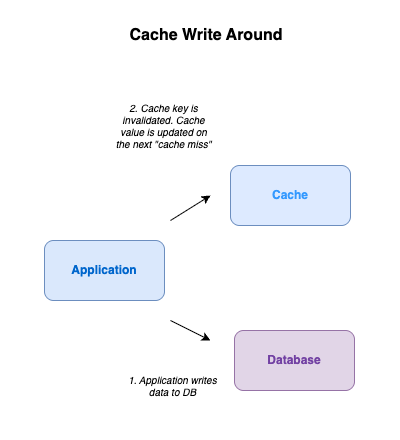 Cache Write Around
2. Cache key is
invalidated. Cache
value is updated on
the next "cache miss"
Cache
Application
Database
1. Application writes
data to DB